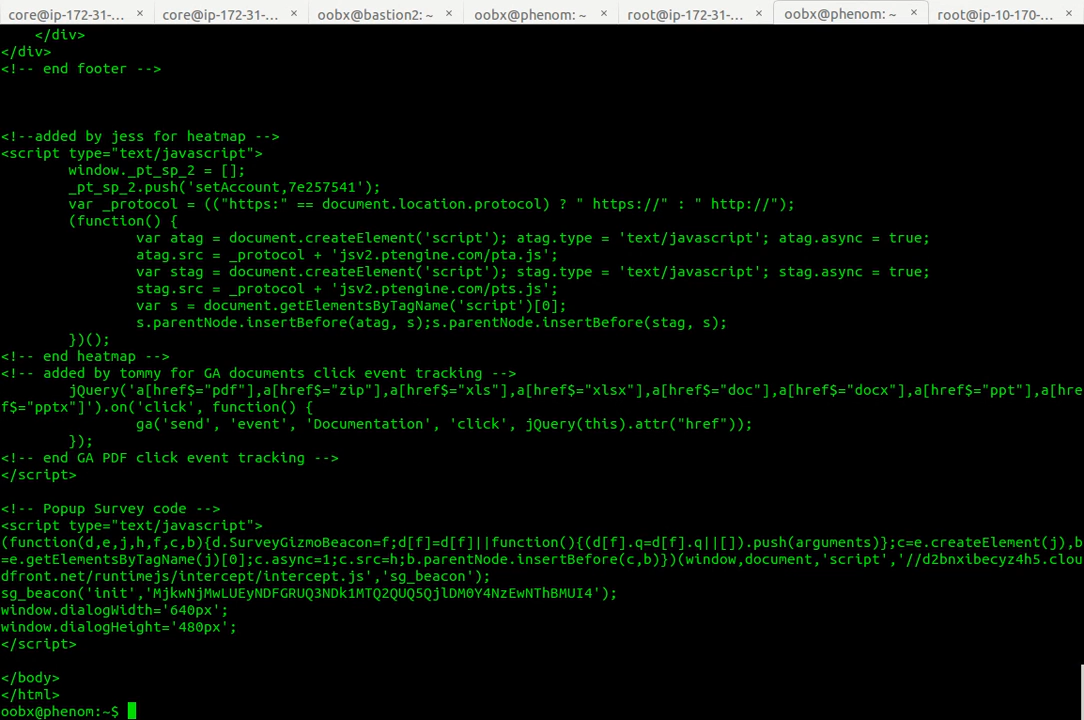 core@ip-172-31-... × core@ip-172-31-... × oobx@bastion2: ~ × oobx@phenom: ~ × root@ip-172-31-... × oobx@phenom: ~ × root@ip-10-170-... ×
    </div>
</div>
<!-- end footer -->
<!--added by jess for heatmap -->
<script type="text/javascript">
        window._pt_sp_2 = [];
        _pt_sp_2.push('setAccount,7e257541');
        var _protocol = (("https:" == document.location.protocol) ? " https://" : " http://");
        (function() {
                var atag = document.createElement('script'); atag.type = 'text/javascript'; atag.async = true;
                atag.src = _protocol + 'jsv2.ptengine.com/pta.js';
                var stag = document.createElement('script'); stag.type = 'text/javascript'; stag.async = true;
                stag.src = _protocol + 'jsv2.ptengine.com/pts.js';
                var s = document.getElementsByTagName('script')[0];
                s.parentNode.insertBefore(atag, s);s.parentNode.insertBefore(stag, s);
        })();
<!-- end heatmap -->
<!-- added by tommy for GA documents click event tracking -->
        jQuery('a[href$="pdf"],a[href$="zip"],a[href$="xls"],a[href$="xlsx"],a[href$="doc"],a[href$="docx"],a[href$="ppt"],a[hre
f$="pptx"]').on('click', function() {
                ga('send', 'event', 'Documentation', 'click', jQuery(this).attr("href"));
        });
<!-- end GA PDF click event tracking -->
</script>
<!-- Popup Survey code -->
<script type="text/javascript">
(function(d,e,j,h,f,c,b){d.SurveyGizmoBeacon=f;d[f]=d[f]||function(){(d[f].q=d[f].q||[]).push(arguments)};c=e.createElement(j),b
=e.getElementsByTagName(j)[0];c.async=1;c.src=h;b.parentNode.insertBefore(c,b)})(window,document,'script','//d2bnxibecyz4h5.clou
dfront.net/runtimejs/intercept/intercept.js','sg_beacon');
sg_beacon('init','MjkwNjMwLUEyNDFGRUQ3NDk1MTQ2QUQ5QjlDM0Y4NzEwNThBMUI4');
window.dialogWidth='640px';
window.dialogHeight='480px';
</script>
</body>
</html>
oobx@phenom:~$